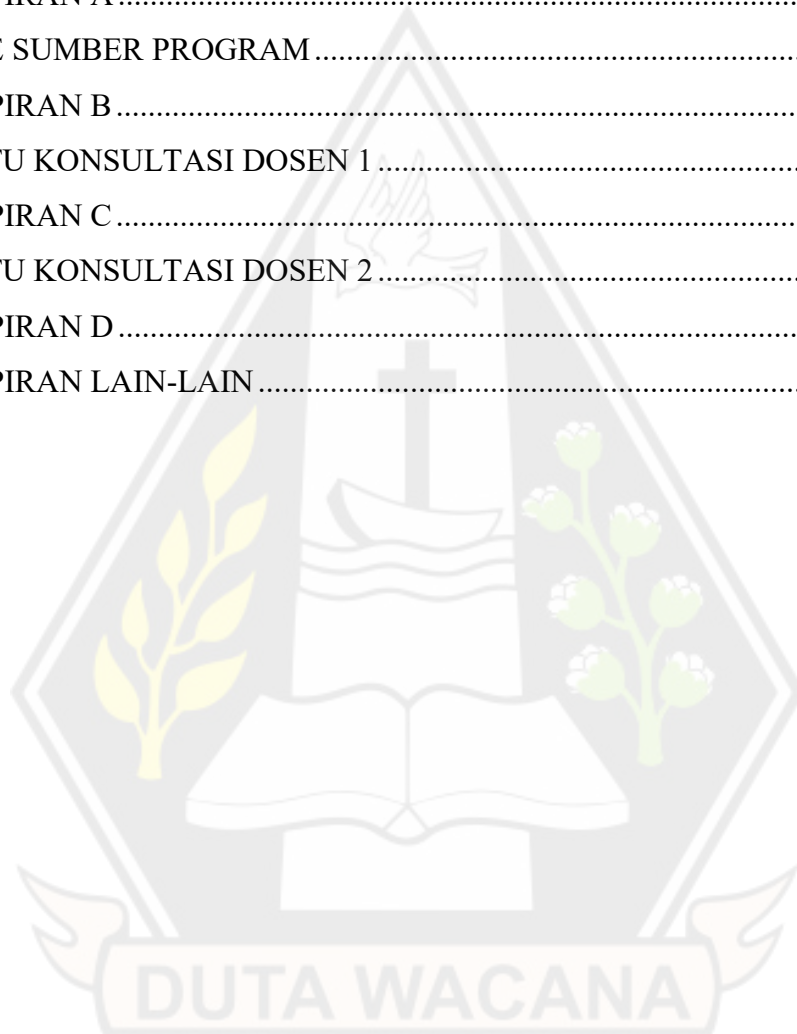 PIRAN A
E SUMBER PROGRAM
PIRAN B
TU KONSULTASI DOSEN 1
PIRAN C
TU KONSULTASI DOSEN 2
PIRAN D
PIRAN LAIN-LAIN
DUTA WACANA